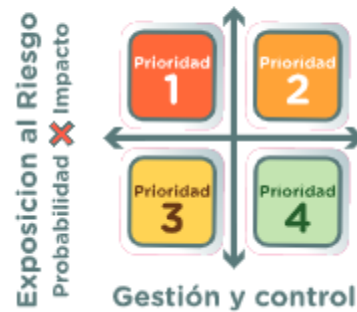 Exposicion al Riesgo
Probabilidad X Impacto
Prioridad
1
Prioridad
2
Prioridad
3
Prioridad
4
Gestión y control